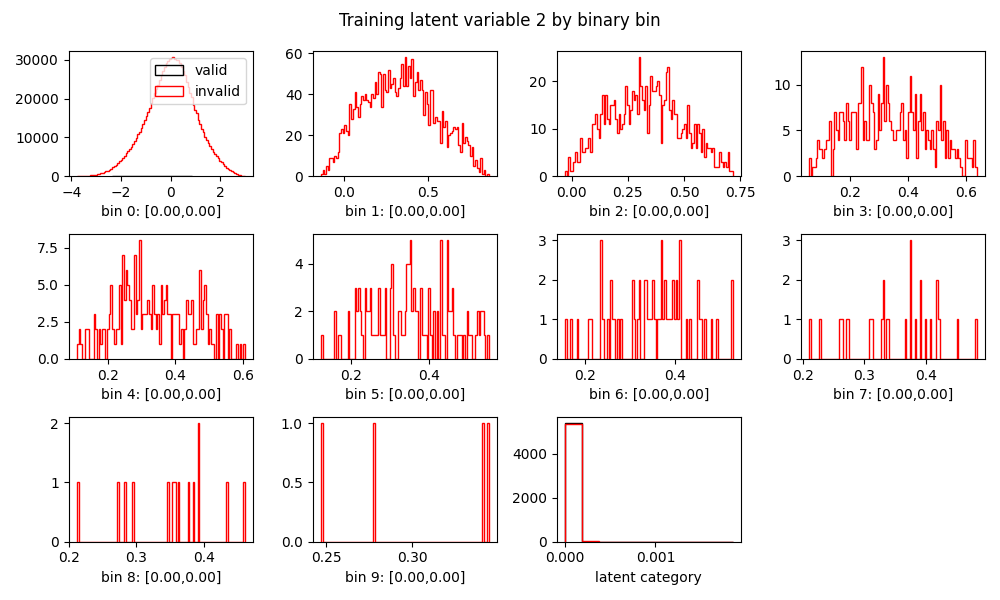 Training latent variable 2 by binary bin
30000
20000
10000
0
−4 −2 0 2
bin 0: [0.00,0.00]
valid
invalid
60
40
20
0
0.0 0.5
bin 1: [0.00,0.00]
20
10
0
0.00 0.25 0.50 0.75
bin 2: [0.00,0.00]
10
5
0
0.2 0.4 0.6
bin 3: [0.00,0.00]
7.5
5.0
2.5
0.0
0.2 0.4 0.6
bin 4: [0.00,0.00]
4
2
0
0.2 0.4
bin 5: [0.00,0.00]
3
2
1
0
0.2 0.4
bin 6: [0.00,0.00]
3
2
1
0
0.2 0.3 0.4
bin 7: [0.00,0.00]
2
1
0
0.2 0.3 0.4
bin 8: [0.00,0.00]
1.0
0.5
0.0
0.25 0.30
bin 9: [0.00,0.00]
4000
2000
0
0.000 0.001
latent category